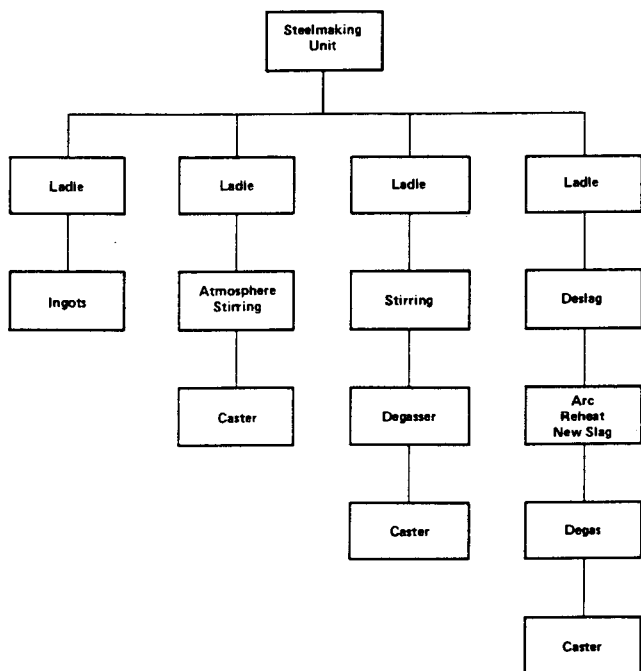 Steelmaking
Unit
Ladle
Ladle
Ladle
Ladle
Ingots
Atmosphere
Stirring
Stirring
Deslag
Caster
Degasser
Arc
Reheat
New Slag
Caster
Degas
Caster